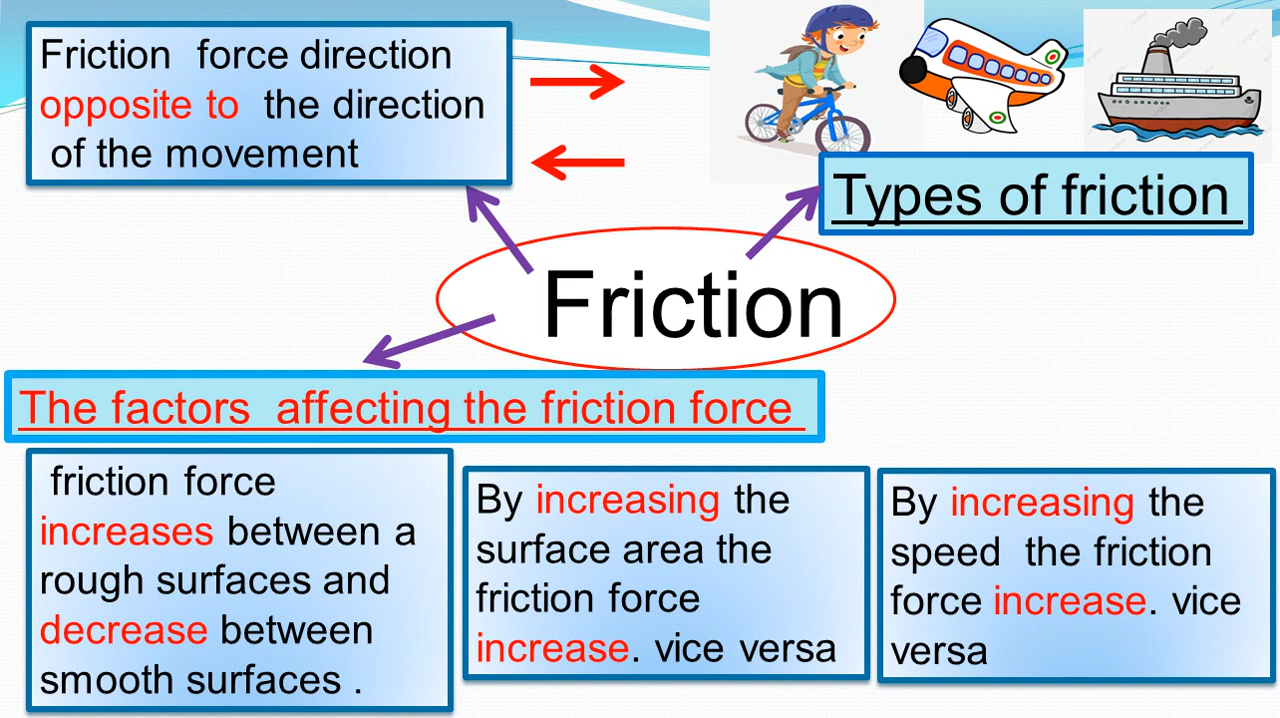 Friction force direction
opposite to the direction
of the movement
Types of friction
Friction
The factors affecting the friction force
friction force
increases between a
rough surfaces and
decrease between
smooth surfaces .
By increasing the
surface area the
friction force
increase. vice versa
By increasing the
speed the friction
force increase. vice
versa